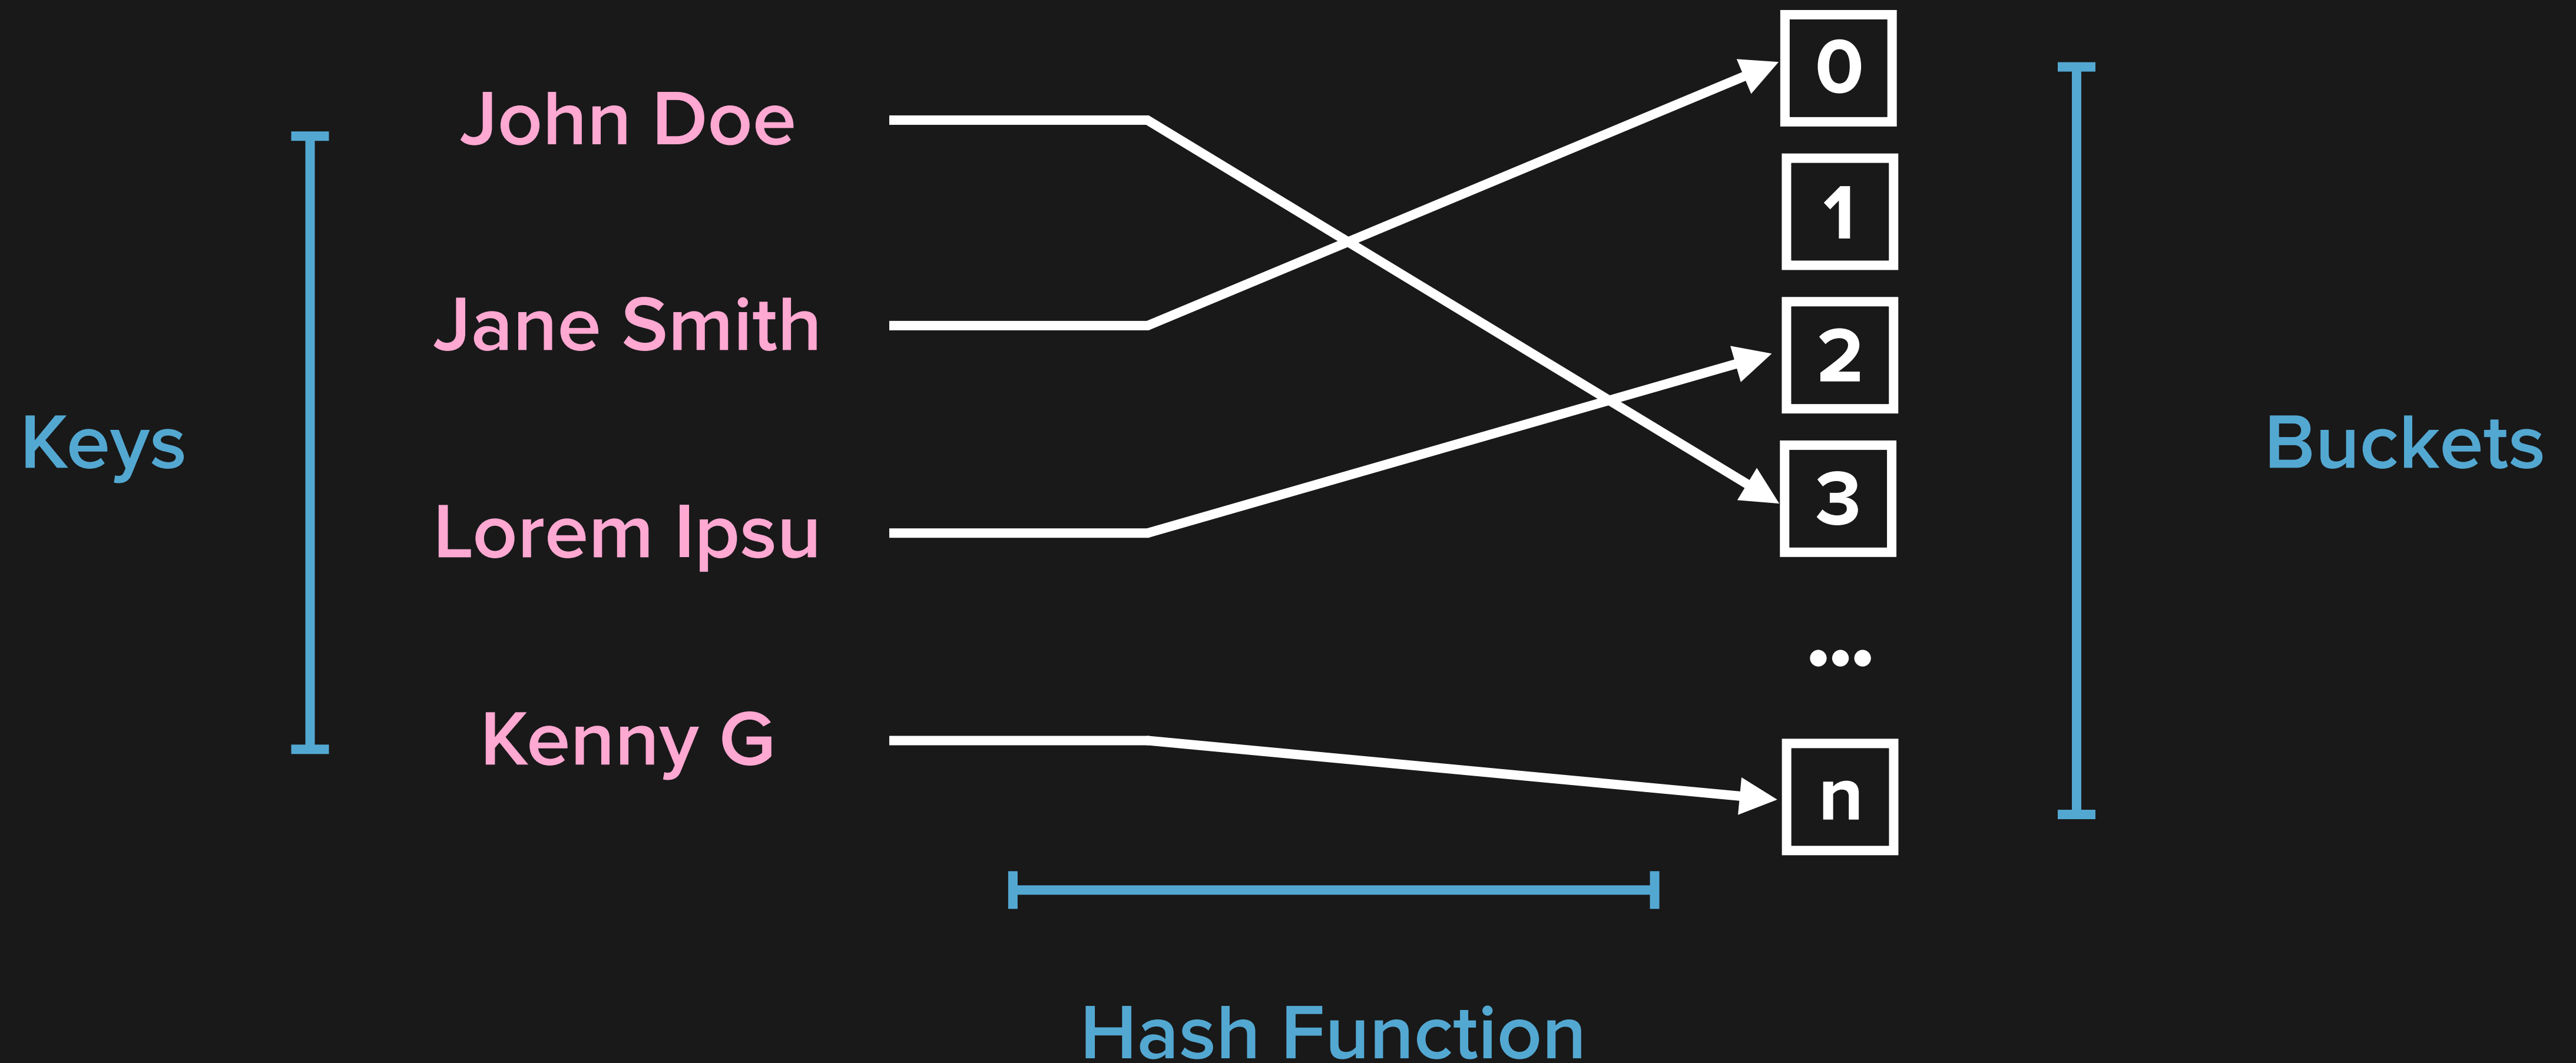 John Doe
Jane Smith
Lorem Ipsu
Kenny G
Keys
0
1
2
3
...
n
Buckets
Hash Function